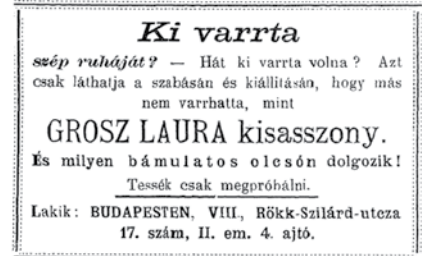 Ki varrta
szép ruháját? — Hát ki varrta volna? Azt
csak láthatja a szabásán és kiállitásán, hogy más
nem varrhatta, mint
GROSZ LAURA kisasszony.
És milyen bámulatos olcsón dolgozik!
Tessék csak megpróbálni.
Lakik: BUDAPESTEN, VIII., Rökk-Szilárd-utcza
17. szám, II. em. 4. ajtó.